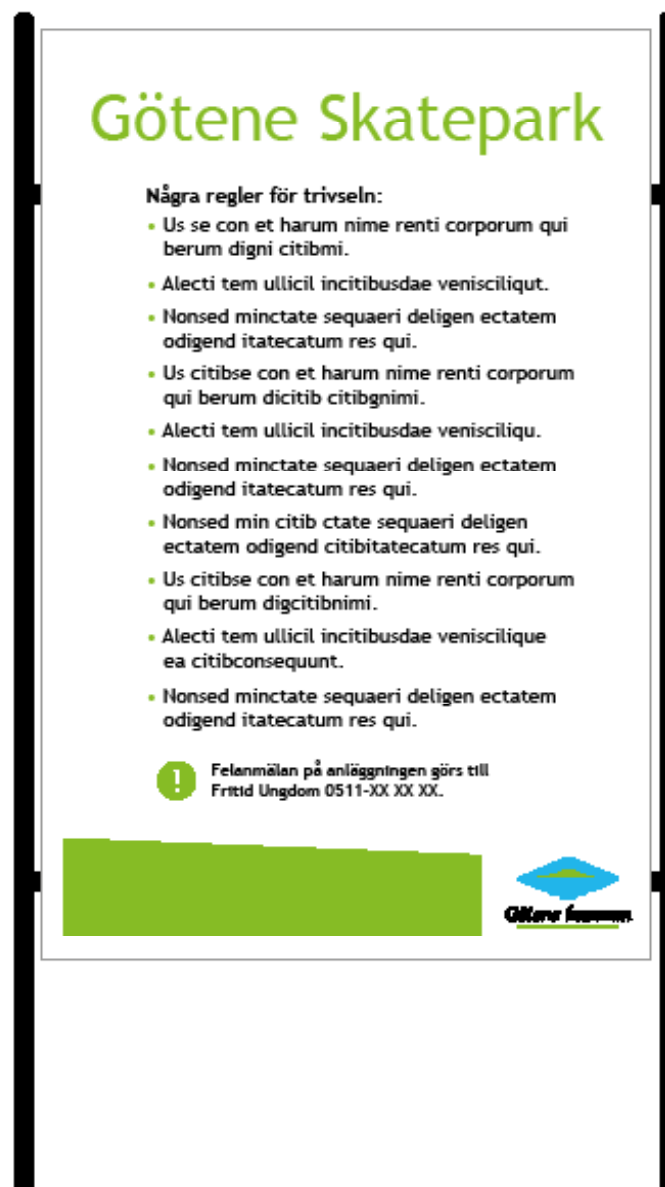 Götene Skatepark
Några regler för trivseln:
• Us se con et harum nime renti corporum qui
berum digni citibmi.
• Alecti tem ullicil incitibusdae venisciliqut.
• Nonsed minctate sequaeri deligen ectatem
odigend itatecatum res qui.
• Us citibse con et harum nime renti corporum
qui berum dicitib citibgnimi.
• Alecti tem ullicil incitibusdae venisciliqu.
• Nonsed minctate sequaeri deligen ectatem
odigend itatecatum res qui.
• Nonsed min citib ctate sequaeri deligen
ectatem odigend citibitatecatum res qui.
• Us citibse con et harum nime renti corporum
qui berum digcitibnimi.
• Alecti tem ullicil incitibusdae veniscilique
ea citibconsequunt.
• Nonsed minctate sequaeri deligen ectatem
odigend itatecatum res qui.
! Felanmälan på anläggningen görs till
Fritid Ungdom 0511-XX XX XX.
Götene